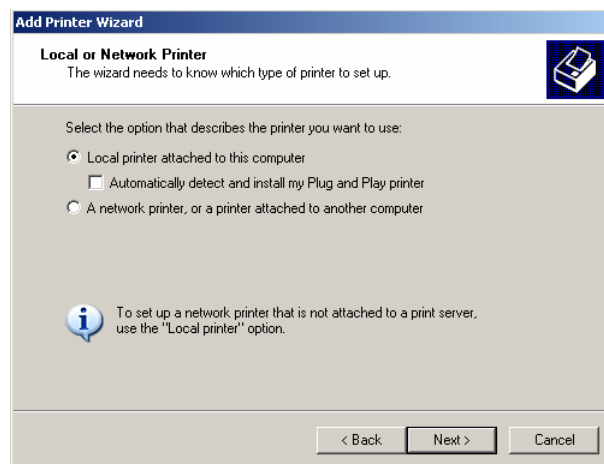 Add Printer Wizard
Local or Network Printer
The wizard needs to know which type of printer to set up.
Select the option that describes the printer you want to use:
Local printer attached to this computer
Automatically detect and install my Plug and Play printer
A network printer, or a printer attached to another computer
To set up a network printer that is not attached to a print server,
use the "Local printer" option.
< Back Next > Cancel